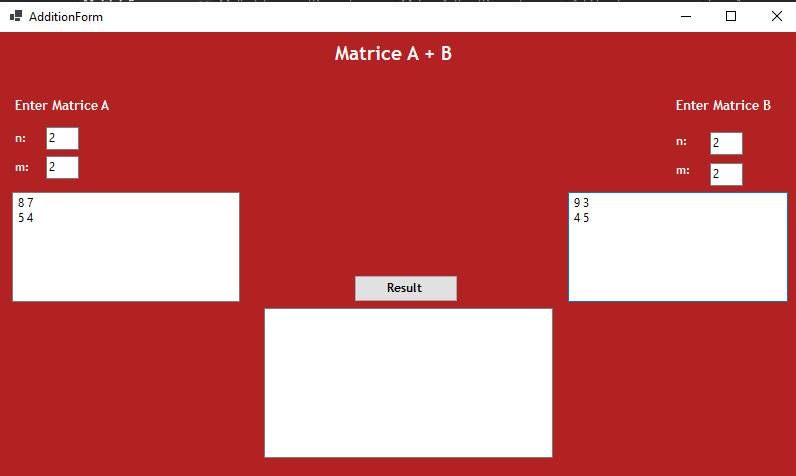 AdditionForm
Matrice A + B
Enter Matrice A
n: 2
m: 2
8 7
5 4
Enter Matrice B
n: 2
m: 2
9 3
4 5
Result